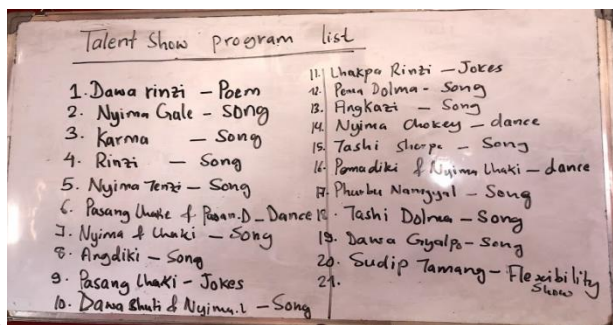 Talent Show program list
1. Dawa rinzi - Poem
2. Nyima Gale - Song
3. Karma - Song
4. Rinzi - Song
5. Nyima Tenzi - Song
6. Pasang Lhaki & Pasan.D - Dance
7. Nyima & Lhaki - Song
8. Angdiki - Song
9. Pasang Lhaki - Jokes
10. Dawa Bhuti & Nyima.L - Song
11. Lhakpa Rinzi - Jokes
12. Pema Dolma - Song
13. Angkazi - Song
14. Nyima Chokey - dance
15. Tashi Sherpa - Song
16. Pemadiki & Nyima Lhaki - dance
17. Phurbu Namgyal - Song
18. Tashi Dolma - Song
19. Dawa Gyalpo - Song
20. Sudip Tamang - Flexibility
Show
21.